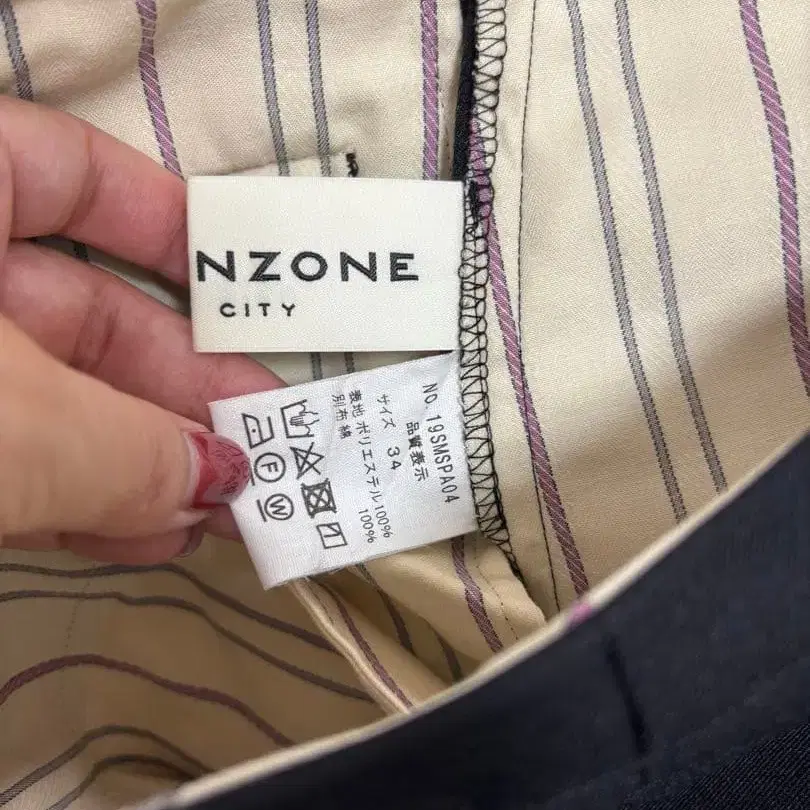 NZONE
CITY
NO.19SMSPA04
品質表示
サイズ 34
表地 ポリエステル100%
別布 綿 100%
F
W